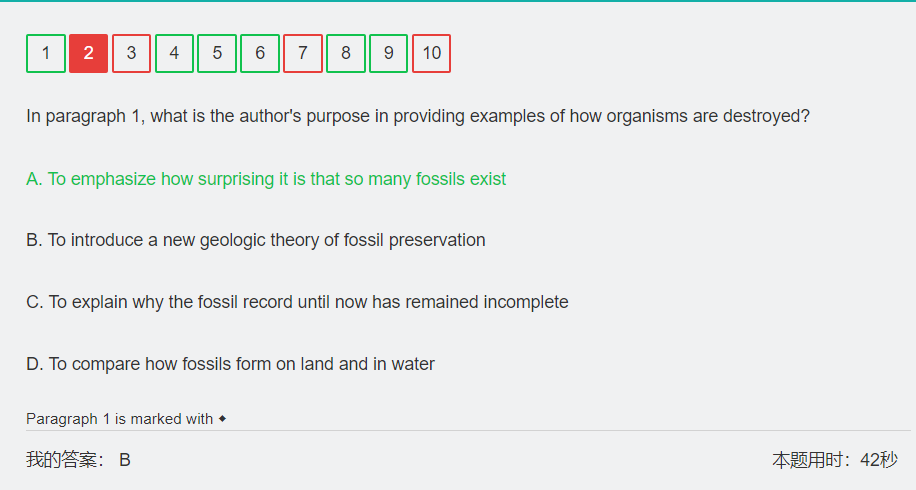 1 2 3 4 5 6 7 8 9 10
In paragraph 1, what is the author's purpose in providing examples of how organisms are destroyed?
A. To emphasize how surprising it is that so many fossils exist
B. To introduce a new geologic theory of fossil preservation
C. To explain why the fossil record until now has remained incomplete
D. To compare how fossils form on land and in water
Paragraph 1 is marked with ◆
我的答案： B 本题用时：42秒